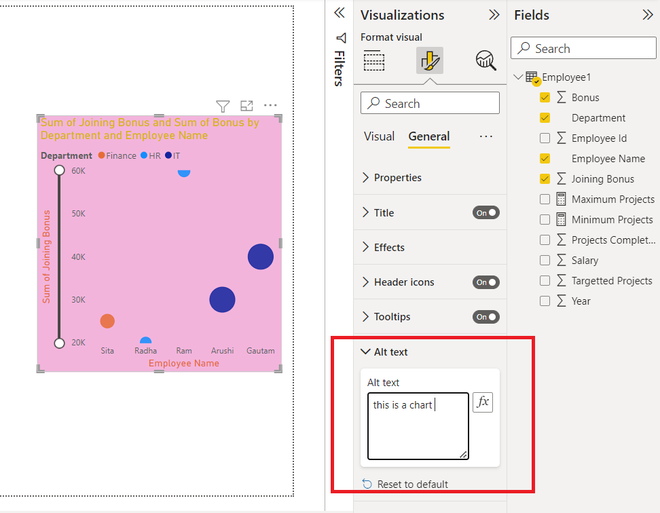 Sum of Joining Bonus and Sum of Bonus by
Department and Employee Name
Department Finance HR IT
Sum of Joining Bonus
60K
50K
40K
30K
20K
Sita Radha Ram Arushi Gautam
Employee Name
Filters
Visualizations
Format visual
Search
Visual General
Properties
Title On
Effects
Header icons On
Tooltips On
Alt text
Alt text
this is a chart
fx
Reset to default
Fields
Search
Employee1
Bonus
Department
Employee Id
Employee Name
Joining Bonus
Maximum Projects
Minimum Projects
Projects Complet...
Salary
Targetted Projects
Year